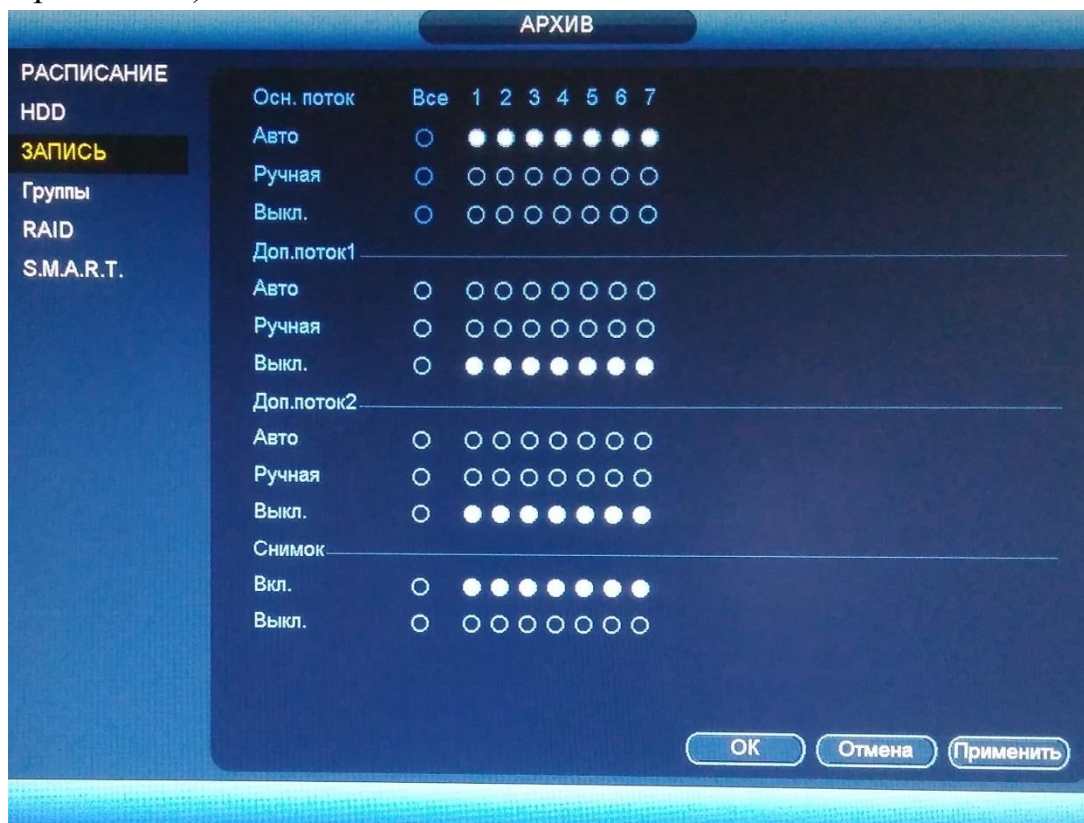 АРХИВ
РАСПИСАНИЕ
HDD
ЗАПИСЬ
Группы
RAID
S.M.A.R.T.
Осн. поток Все 1 2 3 4 5 6 7
Авто
Ручная
Выкл.
Доп.поток1
Авто
Ручная
Выкл.
Доп.поток2
Авто
Ручная
Выкл.
Снимок
Вкл.
Выкл.
ОК Отмена Применить